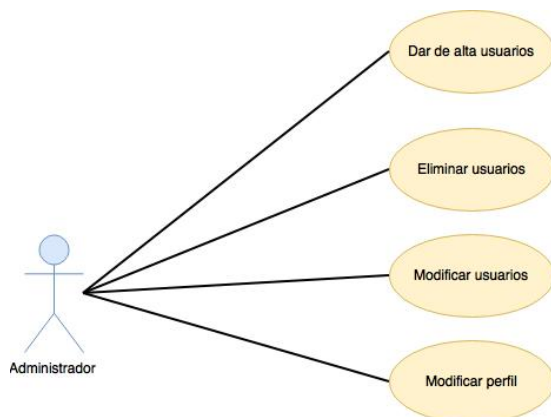 Dar de alta usuarios
Eliminar usuarios
Modificar usuarios
Administrador
Modificar perfil